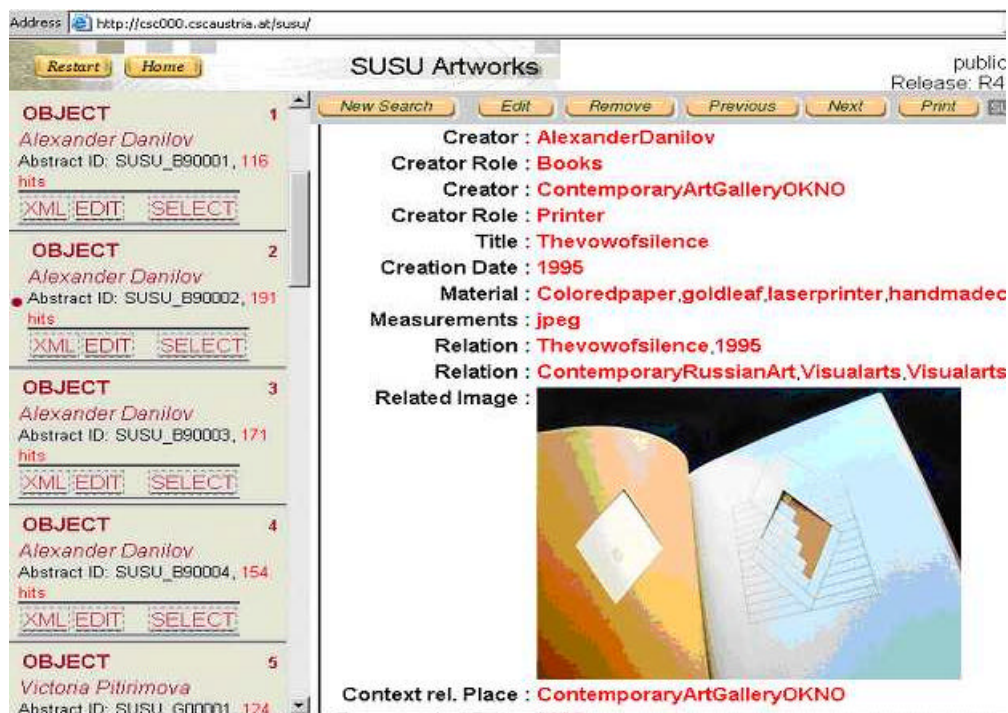 Address http://csc000.cscaustria.at/susu/
Restart Home SUSU Artworks public
Release: R4
OBJECT 1
Alexander Danilov
Abstract ID: SUSU_B90001, 116
hits
XML EDIT SELECT
OBJECT 2
Alexander Danilov
Abstract ID: SUSU_B90002, 191
hits
XML EDIT SELECT
OBJECT 3
Alexander Danilov
Abstract ID: SUSU_B90003, 171
hits
XML EDIT SELECT
OBJECT 4
Alexander Danilov
Abstract ID: SUSU_B90004, 154
hits
XML EDIT SELECT
OBJECT 5
Victoria Pitirimova
Abstract ID: SUSU_G00001, 124
New Search Edit Remove Previous Next Print
Creator : AlexanderDanilov
Creator Role : Books
Creator : ContemporaryArtGalleryOKNO
Creator Role : Printer
Title : Thevowofsilence
Creation Date : 1995
Material : Coloredpaper,goldleaf,laserprinter,handmadec
Measurements : jpeg
Relation : Thevowofsilence,1995
Relation : ContemporaryRussianArt,Visualarts,Visualarts
Related Image :
Context rel. Place : ContemporaryArtGalleryOKNO